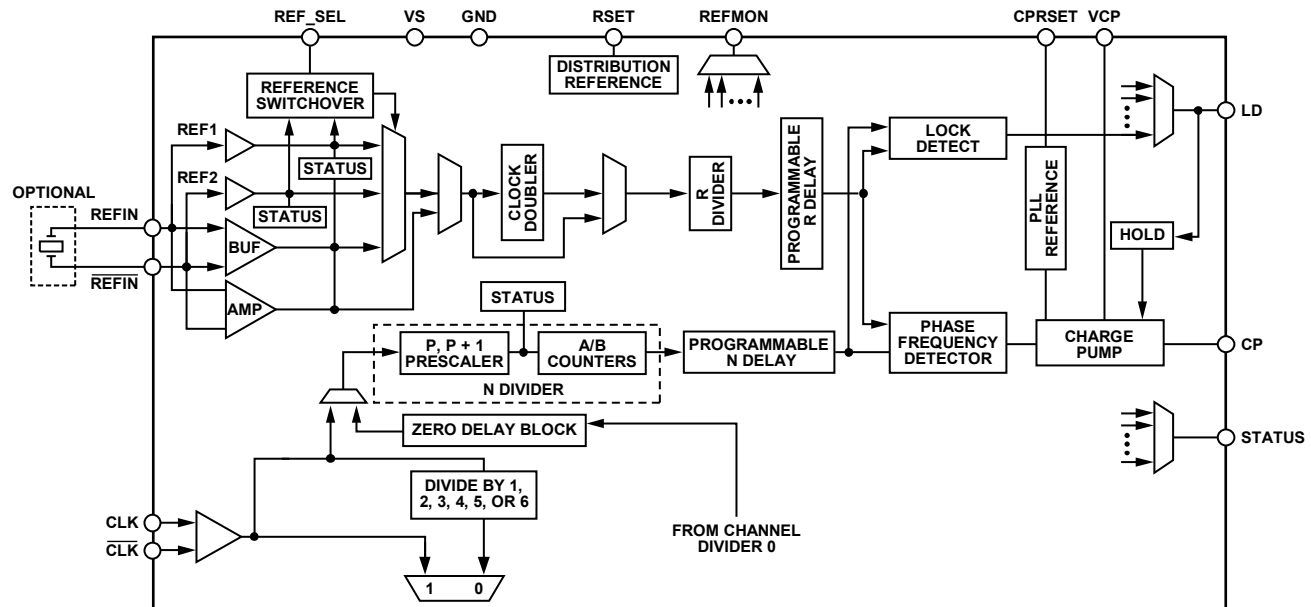 REF_SEL
VS
GND
RSET
REFMON
CPRSET
VCP
REFERENCE
SWITCHOVER
DISTRIBUTION
REFERENCE
LD
REF1
STATUS
REF2
STATUS
OPTIONAL
REFIN
REFIN
BUF
AMP
CLOCK
DOUBLER
R
DIVIDER
PROGRAMMABLE
R DELAY
LOCK
DETECT
PLL
REFERENCE
HOLD
STATUS
P, P + 1
PRESCALER
A/B
COUNTERS
N DIVIDER
PROGRAMMABLE
N DELAY
PHASE
FREQUENCY
DETECTOR
CHARGE
PUMP
CP
ZERO DELAY BLOCK
STATUS
DIVIDE BY 1,
2, 3, 4, 5, OR 6
FROM CHANNEL
DIVIDER 0
CLK
CLK
1 0